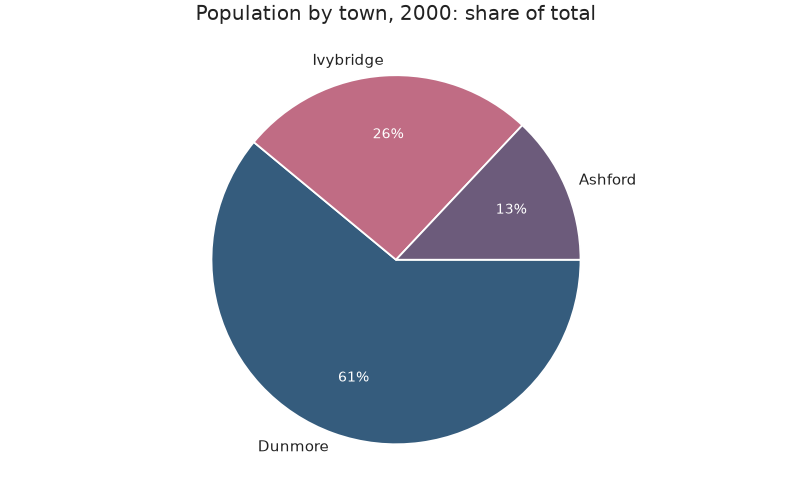 Population by town, 2000: share of total
Ivybridge
26%
Ashford
13%
61%
Dunmore